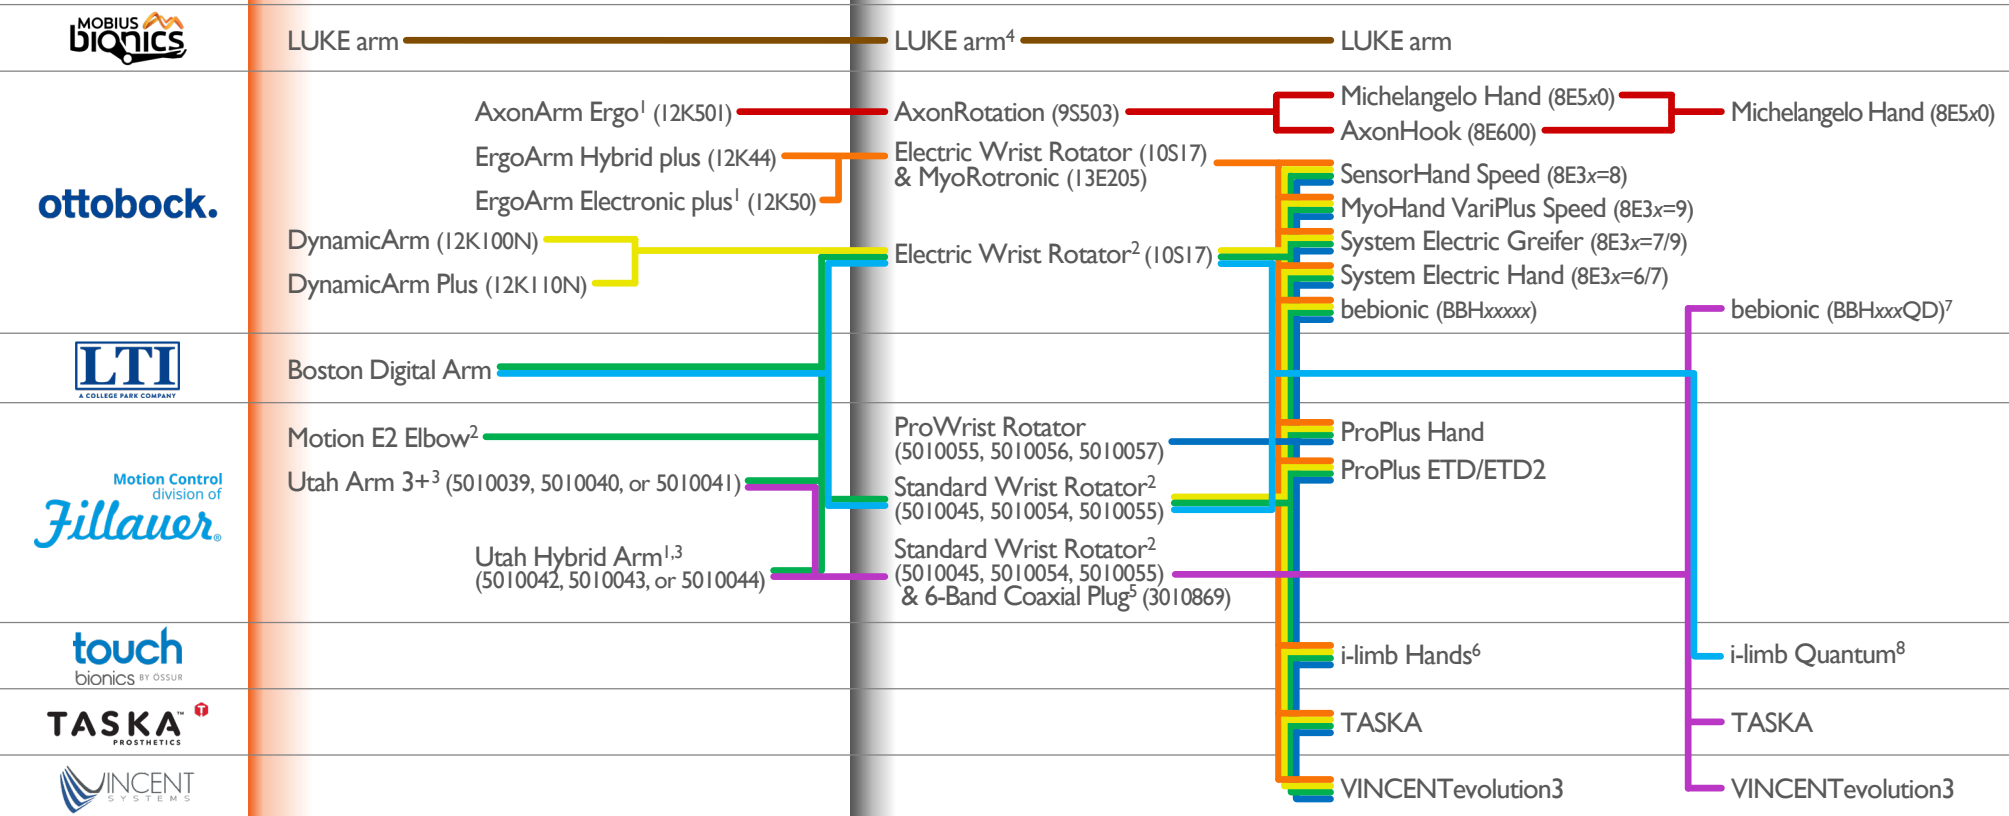 MOBIUS
bionics
LUKE arm
LUKE arm⁴
LUKE arm
ottobock.
AxonArm Ergo¹ (12K501)
AxonRotation (9S503)
Michelangelo Hand (8E5x0)
AxonHook (8E600)
Michelangelo Hand (8E5x0)
ErgoArm Hybrid plus (12K44)
ErgoArm Electronic plus¹ (12K50)
Electric Wrist Rotator (10S17)
& MyoRotronic (13E205)
SensorHand Speed (8E3x=8)
MyoHand VariPlus Speed (8E3x=9)
DynamicArm (12K100N)
DynamicArm Plus (12K110N)
Electric Wrist Rotator² (10S17)
System Electric Greifer (8E3x=7/9)
System Electric Hand (8E3x=6/7)
bebionic (BBHxxxxx)
bebionic (BBHxxxQD)⁷
LTI
A COLLEGE PARK COMPANY
Boston Digital Arm
Motion Control
division of
Fillauer®
Motion E2 Elbow²
Utah Arm 3+³ (5010039, 5010040, or 5010041)
Utah Hybrid Arm¹,³
(5010042, 5010043, or 5010044)
ProWrist Rotator
(5010055, 5010056, 5010057)
Standard Wrist Rotator²
(5010045, 5010054, 5010055)
Standard Wrist Rotator²
(5010045, 5010054, 5010055)
& 6-Band Coaxial Plug⁵ (3010869)
ProPlus Hand
ProPlus ETD/ETD2
touch
bionics BY ÖSSUR
i-limb Hands⁶
i-limb Quantum⁸
TASKA™
PROSTHETICS
TASKA
TASKA
VINCENT
SYSTEMS
VINCENTevolution3
VINCENTevolution3